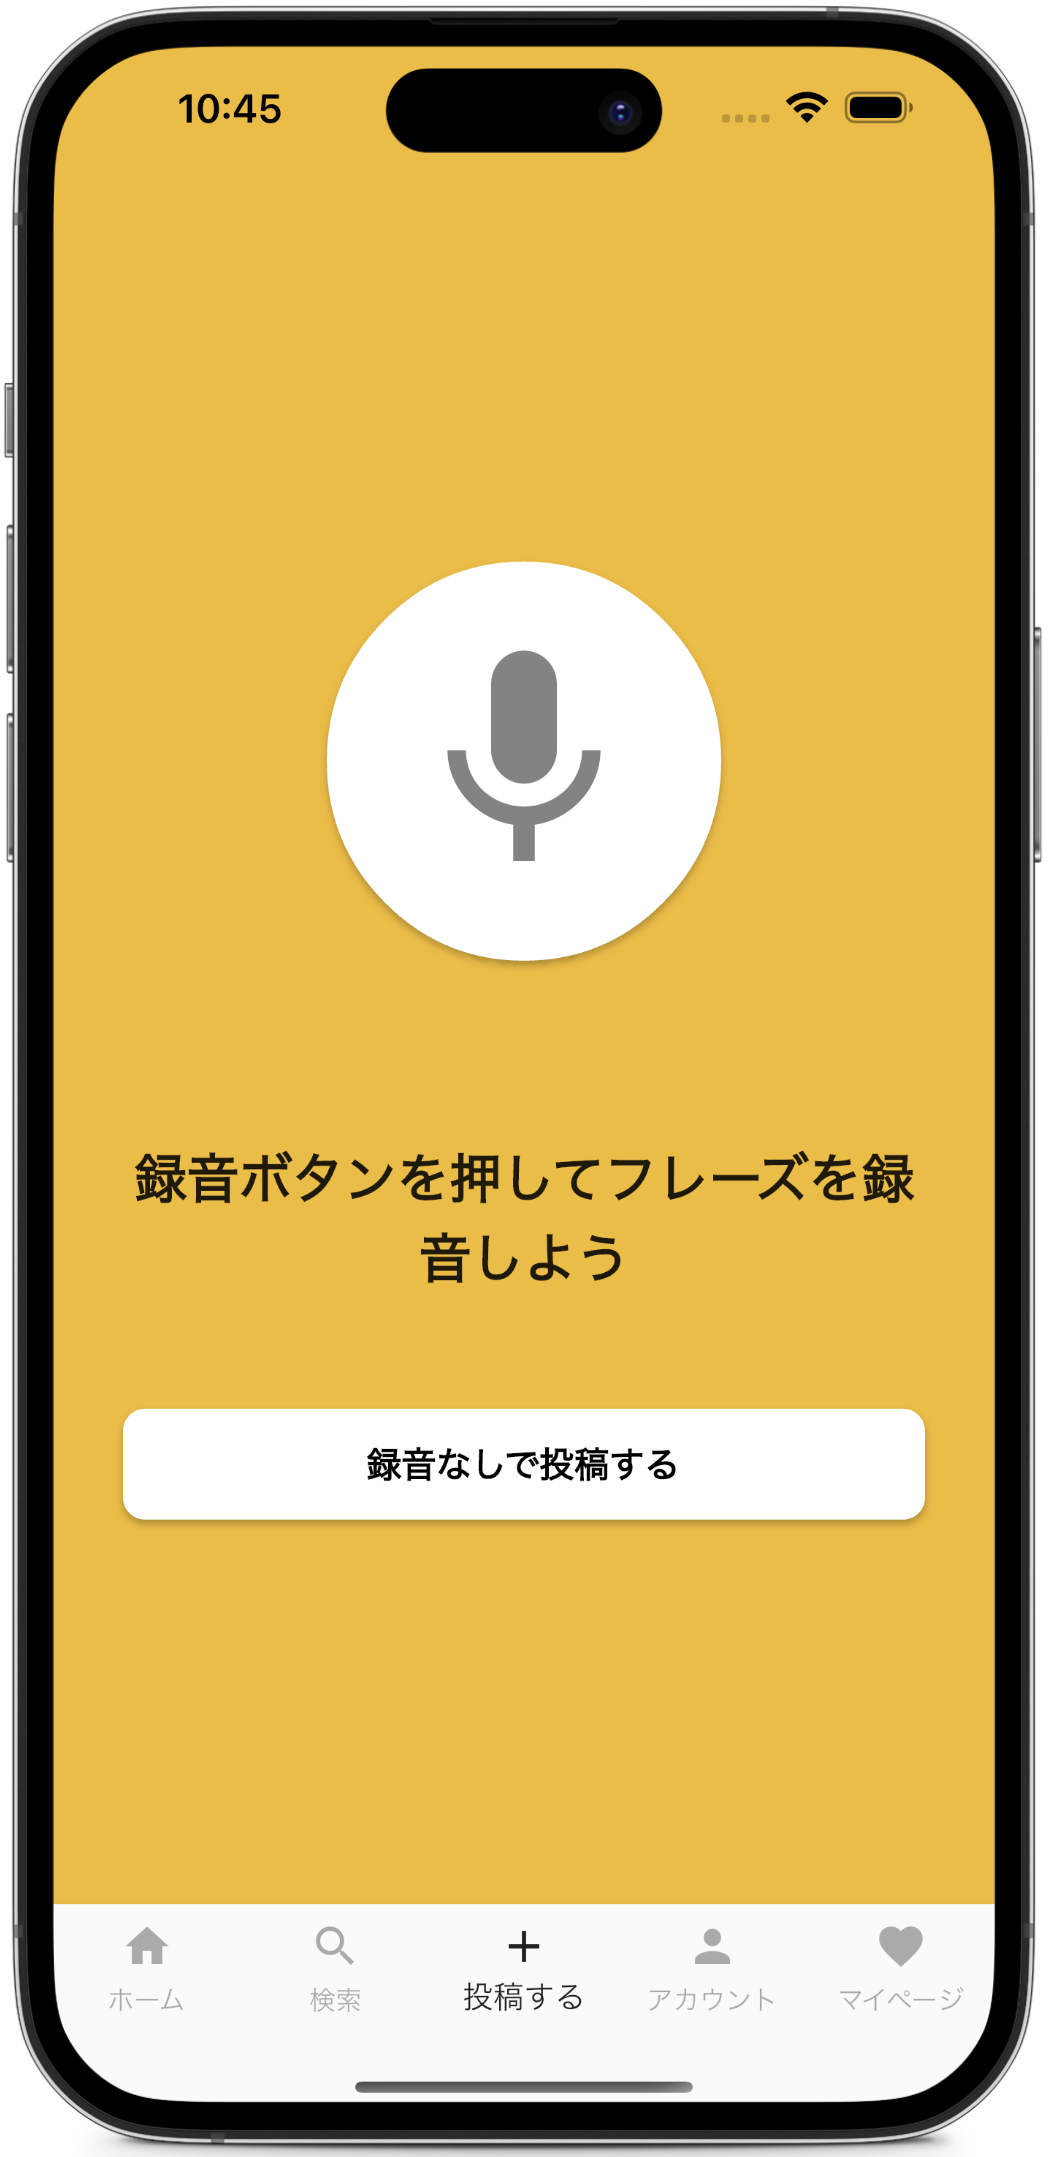 10:45
録音ボタンを押してフレーズを録
音しよう
録音なしで投稿する
ホーム
検索
投稿する
アカウント
マイページ